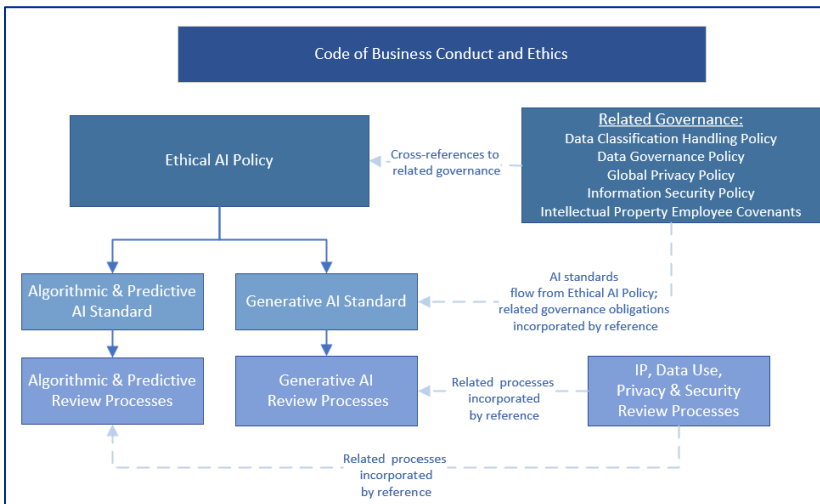 Code of Business Conduct and Ethics
Ethical AI Policy
Cross-references to
related governance
Related Governance:
Data Classification Handling Policy
Data Governance Policy
Global Privacy Policy
Information Security Policy
Intellectual Property Employee Covenants
Algorithmic & Predictive
AI Standard
Generative AI Standard
AI standards
flow from Ethical AI Policy;
related governance obligations
incorporated by reference
Algorithmic & Predictive
Review Processes
Generative AI
Review Processes
Related processes
incorporated
by reference
IP, Data Use,
Privacy & Security
Review Processes
Related processes
incorporated
by reference